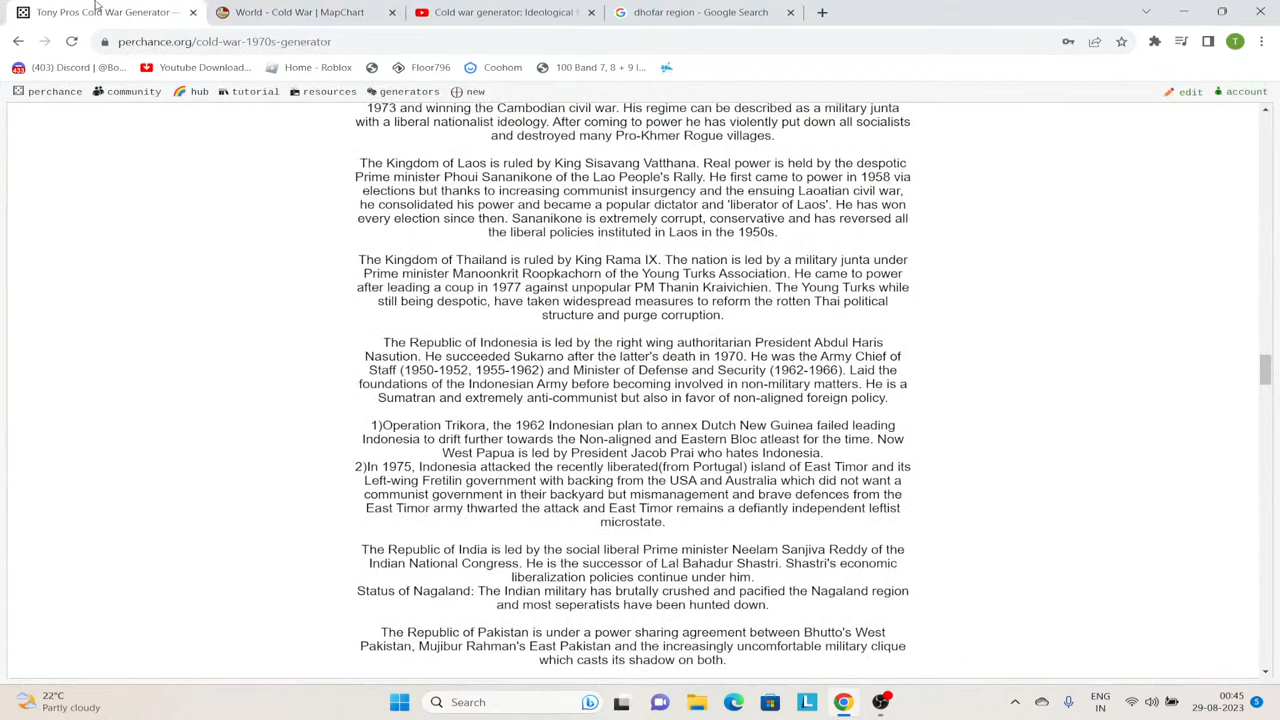 Tony Pros Cold War Generator —
World - Cold War | MapChart
Cold war generator: Ideological
dhofar region - Google Search
perchance.org/cold-war-1970s-generator
T
(403) Discord | @Bo...
Youtube Download...
Home - Roblox
Floor796
Coohom
100 Band 7, 8 + 9 l...
perchance
community
hub
tutorial
resources
generators
new
edit
account
1973 and winning the Cambodian civil war. His regime can be described as a military junta
with a liberal nationalist ideology. After coming to power he has violently put down all socialists
and destroyed many Pro-Khmer Rogue villages.
The Kingdom of Laos is ruled by King Sisavang Vatthana. Real power is held by the despotic
Prime minister Phoui Sananikone of the Lao People's Rally. He first came to power in 1958 via
elections but thanks to increasing communist insurgency and the ensuing Laoatian civil war,
he consolidated his power and became a popular dictator and 'liberator of Laos'. He has won
every election since then. Sananikone is extremely corrupt, conservative and has reversed all
the liberal policies instituted in Laos in the 1950s.
The Kingdom of Thailand is ruled by King Rama IX. The nation is led by a military junta under
Prime minister Manoonkrit Roopkachorn of the Young Turks Association. He came to power
after leading a coup in 1977 against unpopular PM Thanin Kraivichien. The Young Turks while
still being despotic, have taken widespread measures to reform the rotten Thai political
structure and purge corruption.
The Republic of Indonesia is led by the right wing authoritarian President Abdul Haris
Nasution. He succeeded Sukarno after the latter's death in 1970. He was the Army Chief of
Staff (1950-1952, 1955-1962) and Minister of Defense and Security (1962-1966). Laid the
foundations of the Indonesian Army before becoming involved in non-military matters. He is a
Sumatran and extremely anti-communist but also in favor of non-aligned foreign policy.
1)Operation Trikora, the 1962 Indonesian plan to annex Dutch New Guinea failed leading
Indonesia to drift further towards the Non-aligned and Eastern Bloc atleast for the time. Now
West Papua is led by President Jacob Prai who hates Indonesia.
2)In 1975, Indonesia attacked the recently liberated(from Portugal) island of East Timor and its
Left-wing Fretilin government with backing from the USA and Australia which did not want a
communist government in their backyard but mismanagement and brave defences from the
East Timor army thwarted the attack and East Timor remains a defiantly independent leftist
microstate.
The Republic of India is led by the social liberal Prime minister Neelam Sanjiva Reddy of the
Indian National Congress. He is the successor of Lal Bahadur Shastri. Shastri's economic
liberalization policies continue under him.
Status of Nagaland: The Indian military has brutally crushed and pacified the Nagaland region
and most seperatists have been hunted down.
The Republic of Pakistan is under a power sharing agreement between Bhutto's West
Pakistan, Mujibur Rahman's East Pakistan and the increasingly uncomfortable military clique
which casts its shadow on both.
22°C
Partly cloudy
Search
L
ENG
IN
00:45
29-08-2023
5